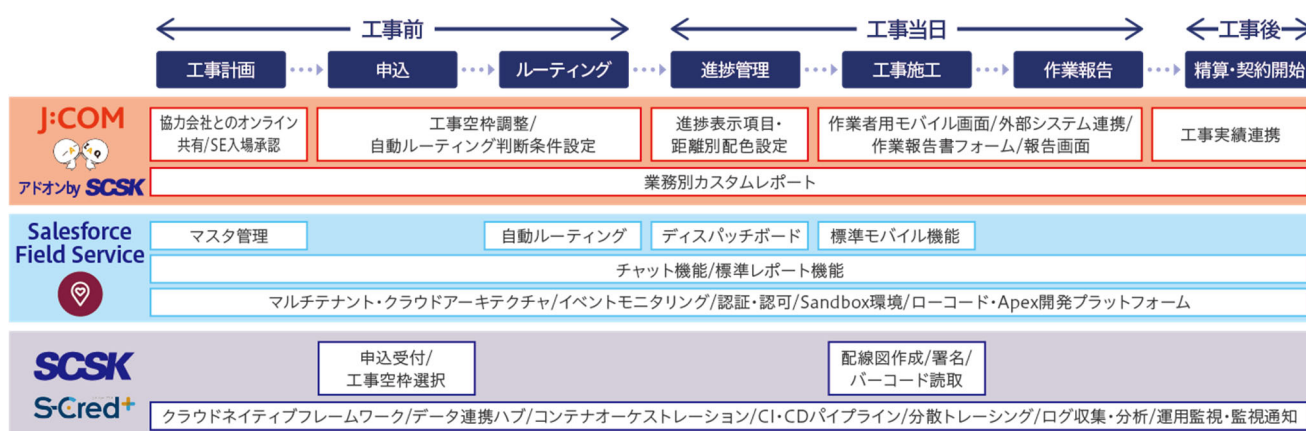 工事前
工事当日
工事後
工事計画
申込
ルーティング
進捗管理
工事施工
作業報告
精算・契約開始
J:COM
アドオンby SCSK
協力会社とのオンライン
共有/SE入場承認
工事空枠調整/
自動ルーティング判断条件設定
進捗表示項目・
距離別配色設定
作業者用モバイル画面/外部システム連携/
作業報告書フォーム/報告画面
工事実績連携
業務別カスタムレポート
Salesforce
Field Service
マスタ管理
自動ルーティング
ディスパッチボード
標準モバイル機能
チャット機能/標準レポート機能
マルチテナント・クラウドアーキテクチャ/イベントモニタリング/認証・認可/Sandbox環境/ローコード・Apex開発プラットフォーム
SCSK
S-Cred+
申込受付/
工事空枠選択
配線図作成/署名/
バーコード読取
クラウドネイティブフレームワーク/データ連携ハブ/コンテナオーケストレーション/CI・CDパイプライン/分散トレーシング/ログ収集・分析/運用監視・監視通知